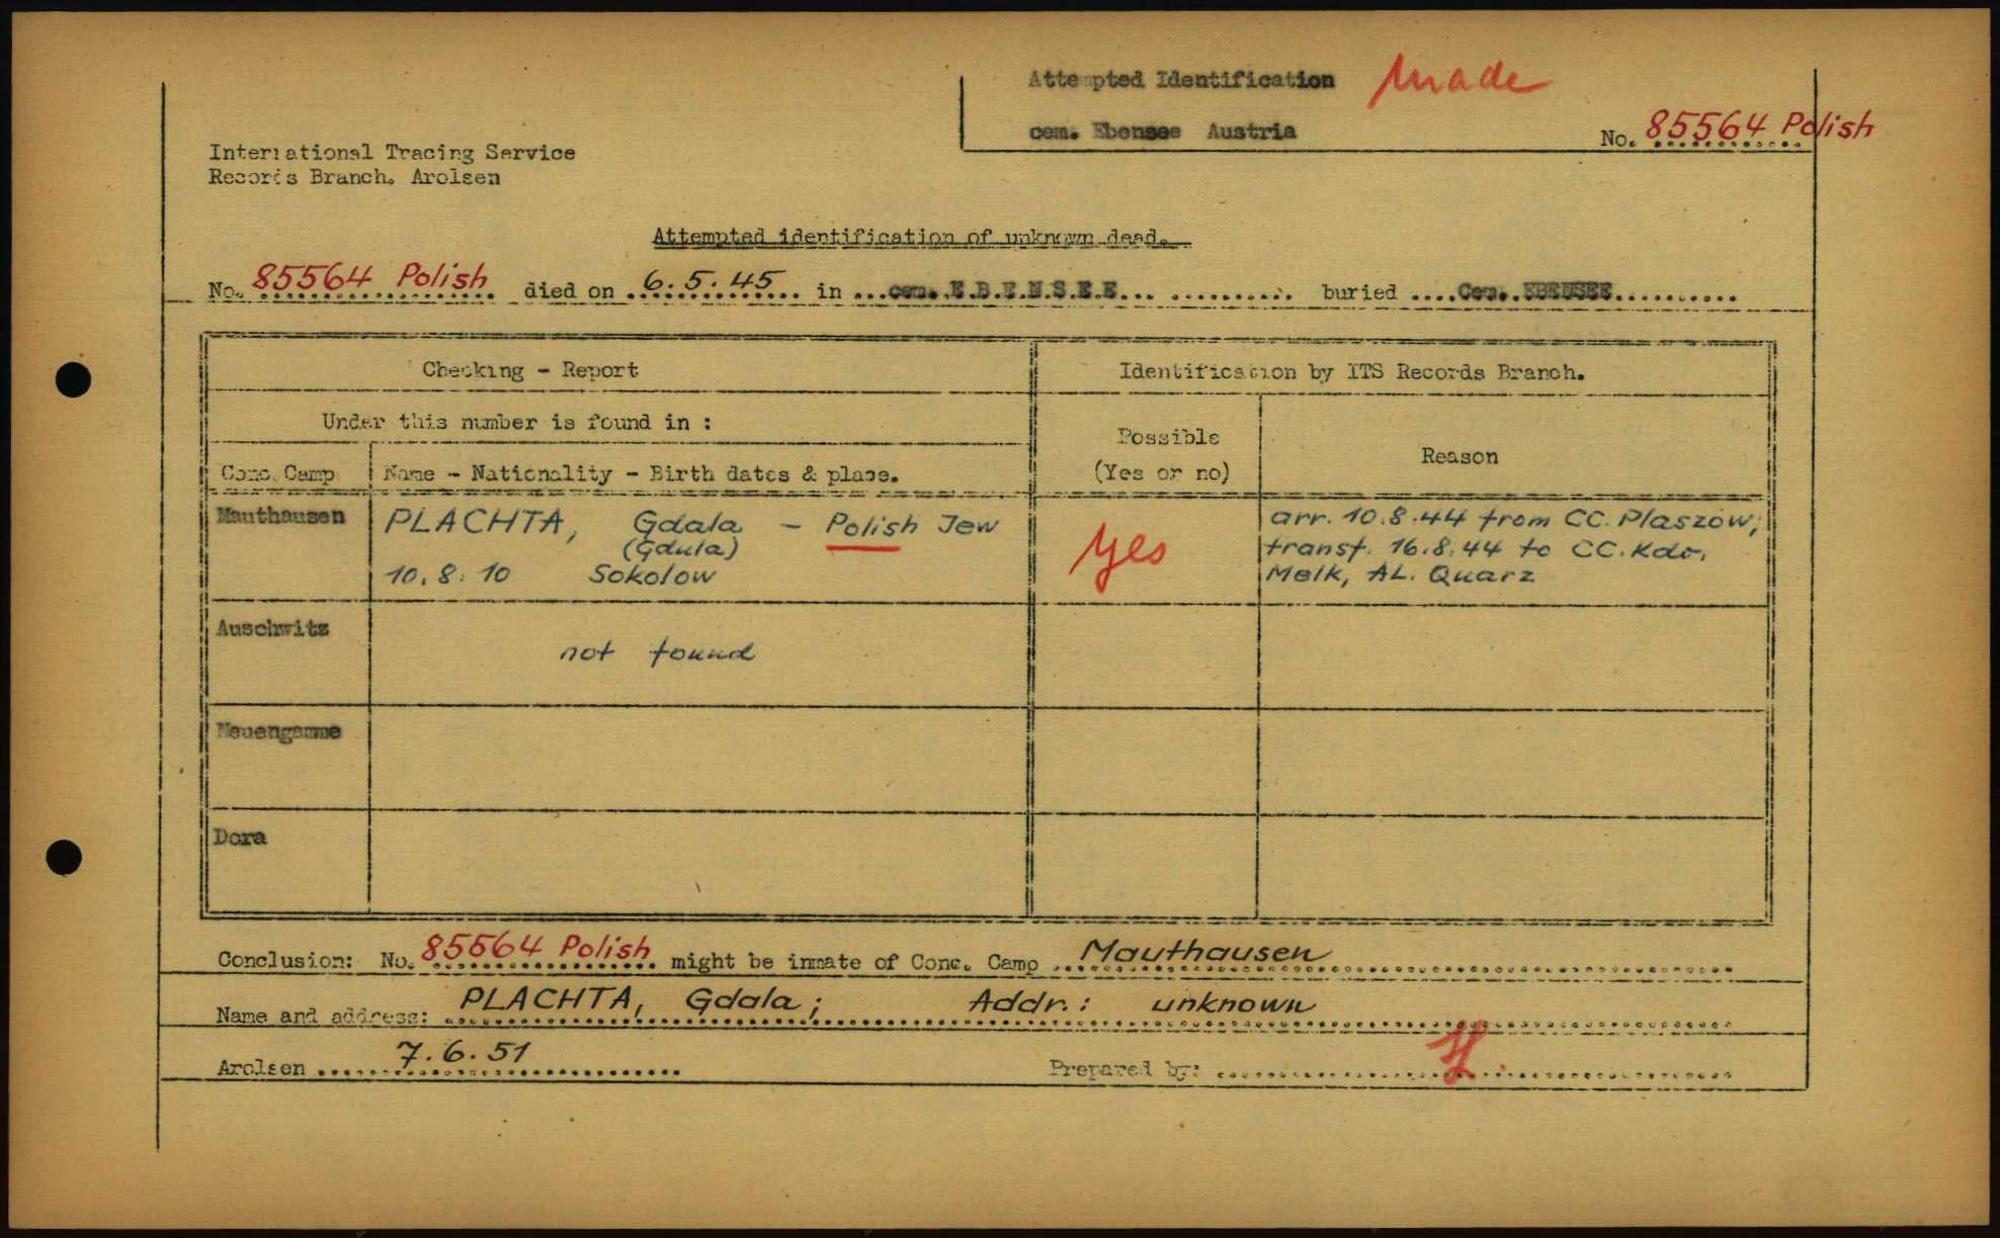 Attempted Identification made
cem. Ebensee Austria
No. 85564 Polish
International Tracing Service
Records Branch. Arolsen
Attempted identification of unknown dead.
No. 85564 Polish died on 6.5.45 in cem. E.B.E.N.S.E.E. buried Cem. EBENSEE
Checking - Report
Identification by ITS Records Branch.
Under this number is found in :
Possible
(Yes or no)
Reason
Conc. Camp
Name - Nationality - Birth dates & place.
Mauthausen
PLACHTA, Gdala - Polish Jew
(Gdula)
10.8.10 Sokolow
yes
arr. 10.8.44 from CC. Plaszow,
transf. 16.8.44 to CC. Kdo,
Melk, AL. Quarz
Auschwitz
not found
Neuengamme
Dora
Conclusion: No. 85564 Polish might be inmate of Conc. Camp Mauthausen
Name and address: PLACHTA, Gdala; Addr.: unknown
Arolsen 7.6.51 Prepared by: